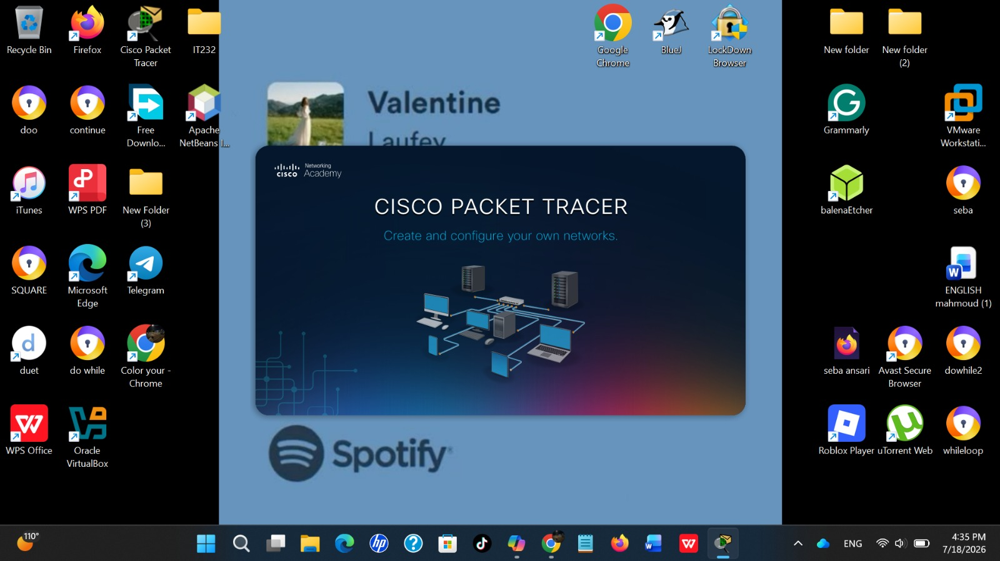 Recycle Bin
Firefox
Cisco Packet
Tracer
IT232
Google
Chrome
BlueJ
LockDown
Browser
New folder
New folder
(2)
doo
continue
Free
Downlo...
Apache
NetBeans I...
Valentine
Laufey
Grammarly
VMware
Workstati...
iTunes
WPS PDF
New Folder
(3)
cisco
Networking
Academy
CISCO PACKET TRACER
Create and configure your own networks.
balenaEtcher
seba
SQUARE
Microsoft
Edge
Telegram
W
ENGLISH
mahmoud (1)
d
duet
do while
Color your -
Chrome
seba ansari
Avast Secure
Browser
dowhile2
WPS Office
Oracle
VirtualBox
Spotify®
Roblox Player
uTorrent Web
whileloop
110°
hp
ENG
4:35 PM
7/18/2026